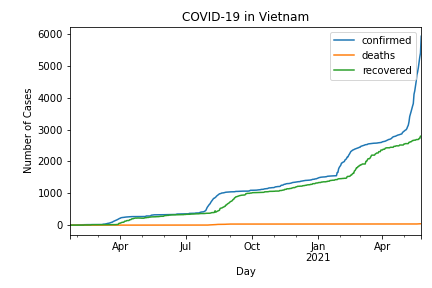 COVID-19 in Vietnam
confirmed
deaths
recovered
Number of Cases
6000
5000
4000
3000
2000
1000
0
Apr
Jul
Oct
Jan
2021
Apr
Day